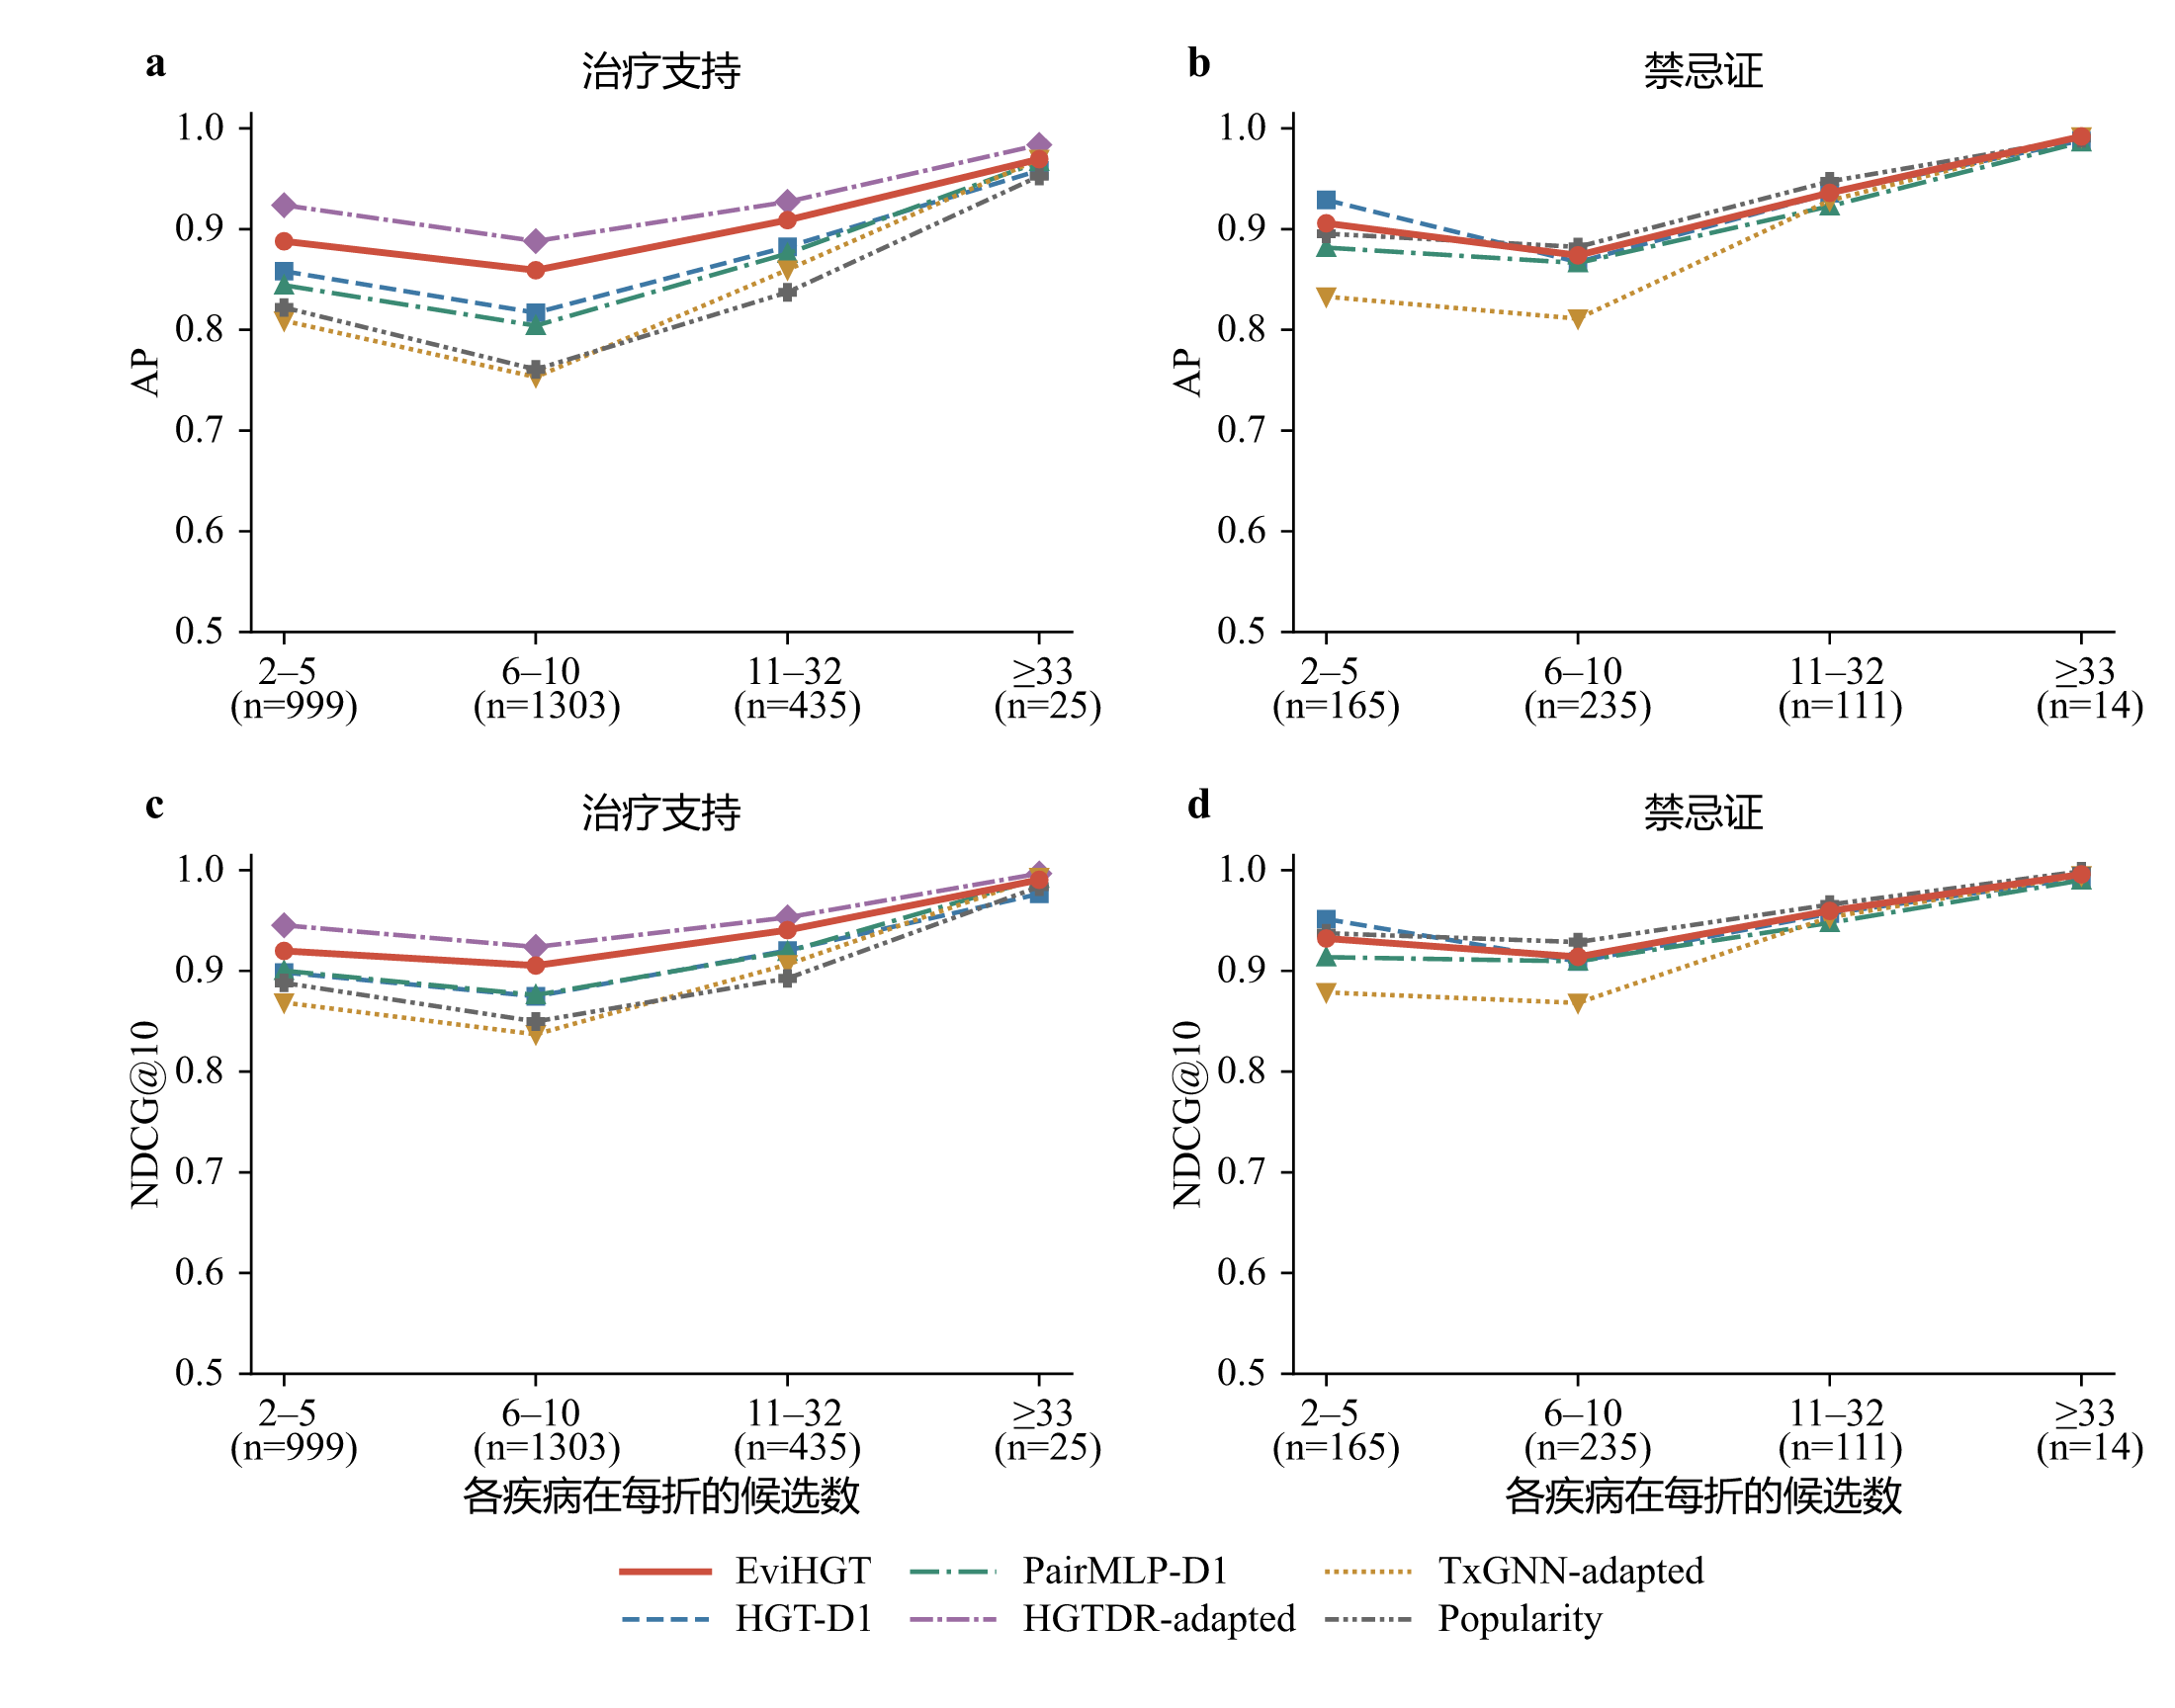 a
治疗支持
1.0
0.9
0.8
0.7
0.6
0.5
AP
2–5
(n=999)
6–10
(n=1303)
11–32
(n=435)
≥33
(n=25)
b
禁忌证
1.0
0.9
0.8
0.7
0.6
0.5
AP
2–5
(n=165)
6–10
(n=235)
11–32
(n=111)
≥33
(n=14)
c
治疗支持
1.0
0.9
0.8
0.7
0.6
0.5
NDCG@10
2–5
(n=999)
6–10
(n=1303)
11–32
(n=435)
≥33
(n=25)
各疾病在每折的候选数
d
禁忌证
1.0
0.9
0.8
0.7
0.6
0.5
NDCG@10
2–5
(n=165)
6–10
(n=235)
11–32
(n=111)
≥33
(n=14)
各疾病在每折的候选数
EviHGT
HGT-D1
PairMLP-D1
HGTDR-adapted
TxGNN-adapted
Popularity